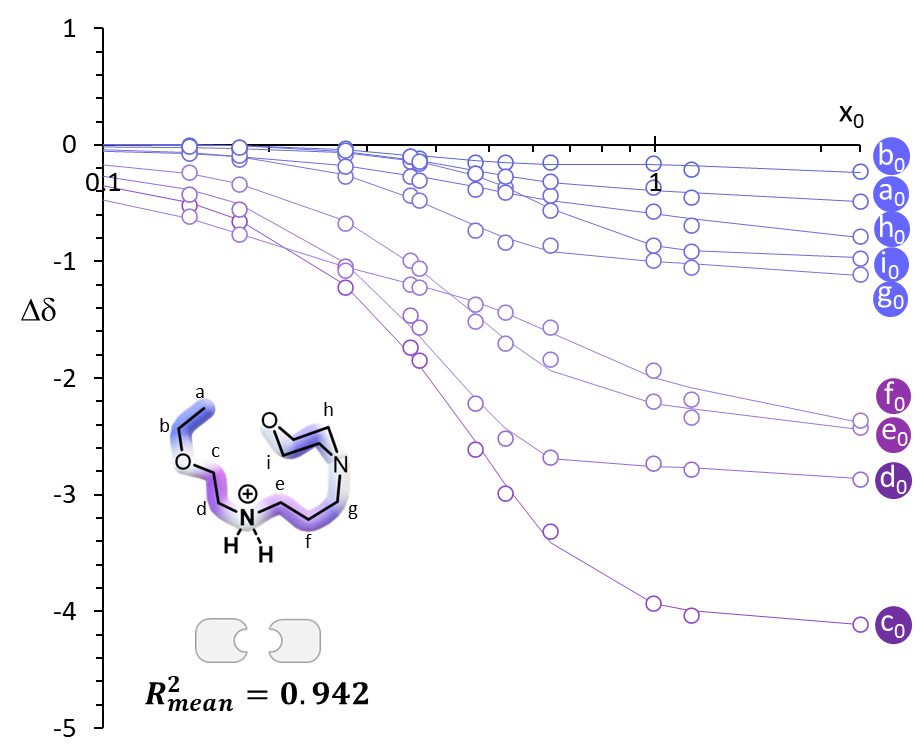 1
0
-1
-2
-3
-4
-5
Δδ
0.1
1
x₀
b₀
a₀
h₀
i₀
g₀
f₀
e₀
d₀
c₀
a
b
c
d
e
f
g
h
i
O
O
N
N
⊕
H
H
R²mean = 0.942